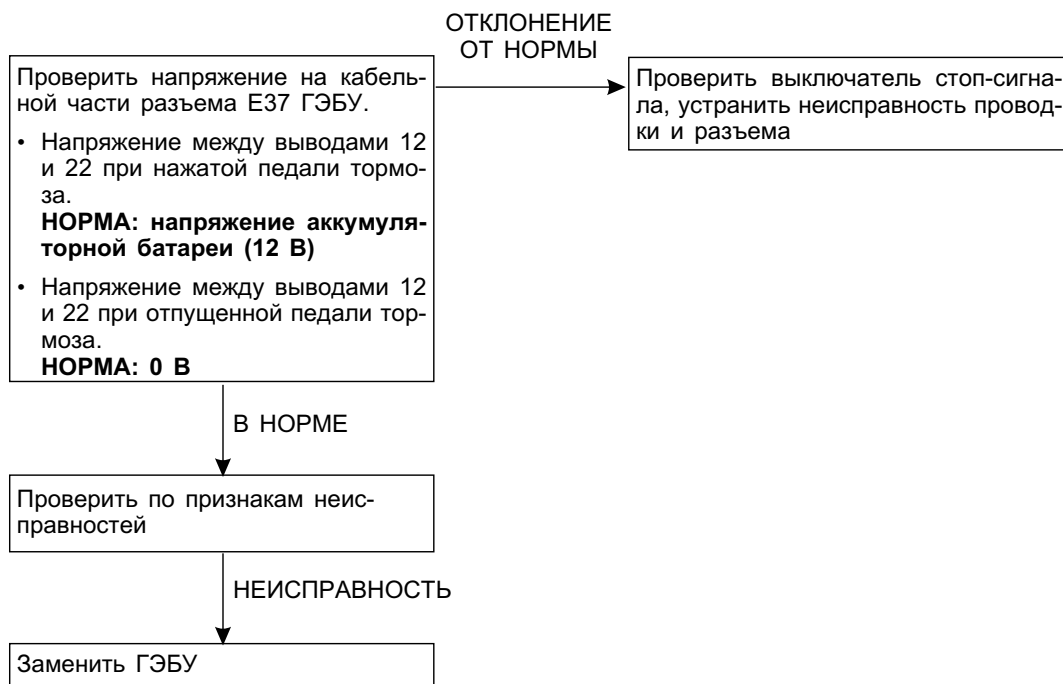 ОТКЛОНЕНИЕ
ОТ НОРМЫ
Проверить напряжение на кабель-
ной части разъема E37 ГЭБУ.
• Напряжение между выводами 12
и 22 при нажатой педали тормо-
за.
НОРМА: напряжение аккумуля-
торной батареи (12 В)
• Напряжение между выводами 12
и 22 при отпущенной педали тор-
моза.
НОРМА: 0 В
Проверить выключатель стоп-сигна-
ла, устранить неисправность провод-
ки и разъема
В НОРМЕ
Проверить по признакам неис-
правностей
НЕИСПРАВНОСТЬ
Заменить ГЭБУ